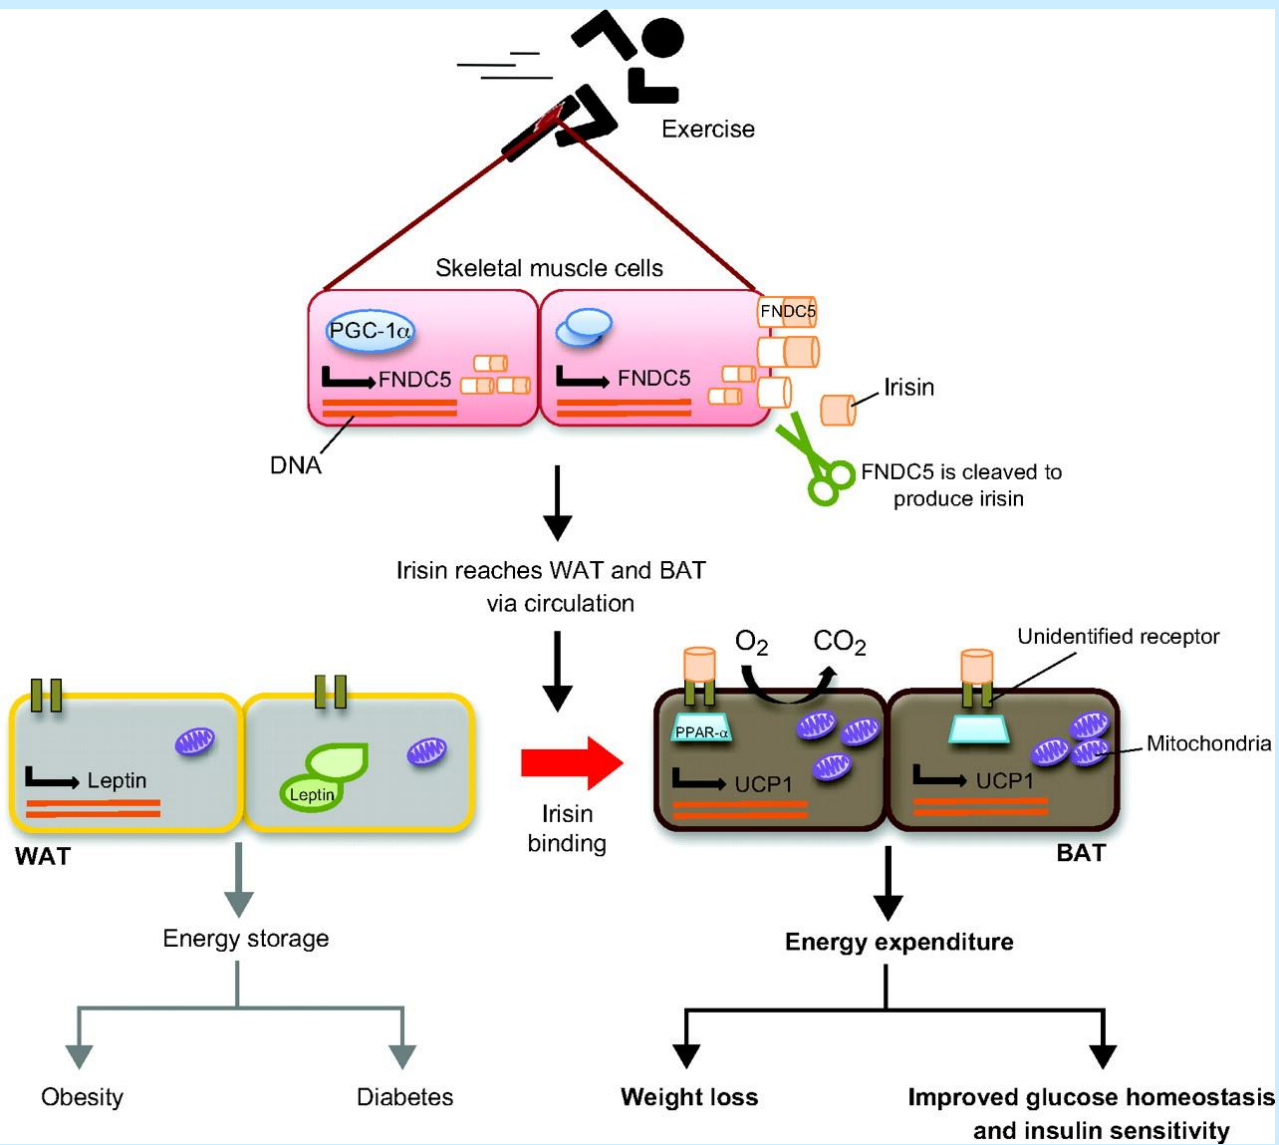 Exercise
Skeletal muscle cells
PGC-1α
FNDC5
FNDC5
FNDC5
Irisin
DNA
FNDC5 is cleaved to
produce irisin
Irisin reaches WAT and BAT
via circulation
O2
CO2
Unidentified receptor
PPAR-α
Mitochondria
Leptin
Leptin
UCP1
UCP1
Irisin
binding
WAT
BAT
Energy storage
Energy expenditure
Obesity
Diabetes
Weight loss
Improved glucose homeostasis
and insulin sensitivity